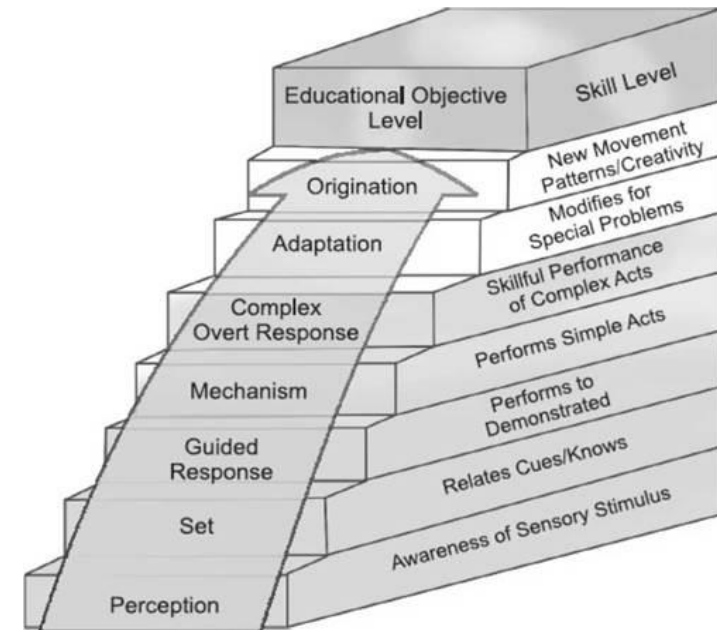 Educational Objective
Level
Skill Level
Origination
New Movement
Patterns/Creativity
Adaptation
Modifies for
Special Problems
Complex
Overt Response
Skillful Performance
of Complex Acts
Mechanism
Performs Simple Acts
Guided
Response
Performs to
Demonstrated
Set
Relates Cues/Knows
Perception
Awareness of Sensory Stimulus